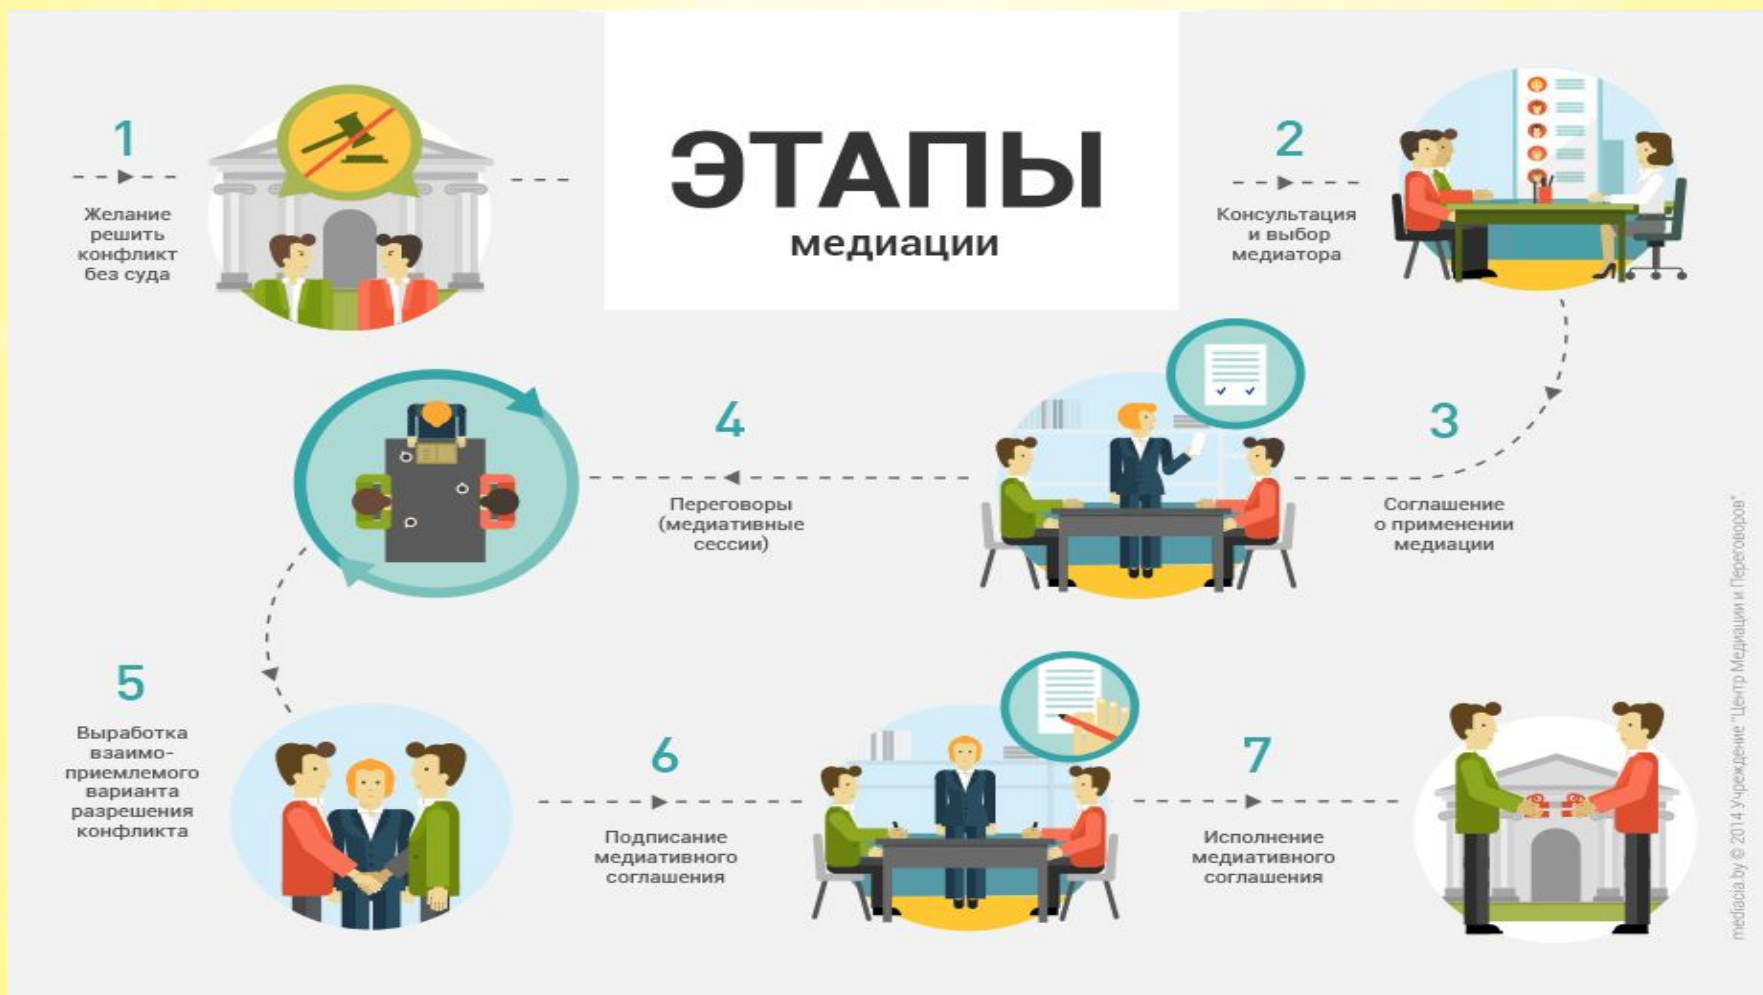 ЭТАПЫ
медиации
1
Желание
решить
конфликт
без суда
2
Консультация
и выбор
медиатора
3
Соглашение
о применении
медиации
4
Переговоры
(медиативные
сессии)
5
Выработка
взаимо-
приемлемого
варианта
разрешения
конфликта
6
Подписание
медиативного
соглашения
7
Исполнение
медиативного
соглашения
mediacia.by © 2014 Учреждение "Центр Медиации и Переговоров".